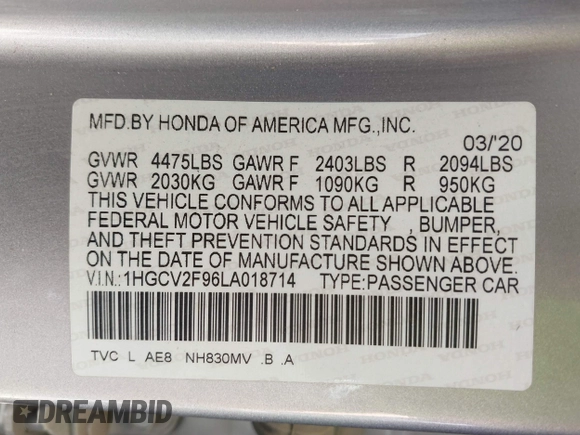 MFD.BY HONDA OF AMERICA MFG.,INC.
03/'20
GVWR 4475LBS GAWR F 2403LBS R 2094LBS
GVWR 2030KG GAWR F 1090KG R 950KG
THIS VEHICLE CONFORMS TO ALL APPLICABLE
FEDERAL MOTOR VEHICLE SAFETY , BUMPER,
AND THEFT PREVENTION STANDARDS IN EFFECT
ON THE DATE OF MANUFACTURE SHOWN ABOVE.
V.I.N.:1HGCV2F96LA018714 TYPE:PASSENGER CAR
TVC L AE8 NH830MV .B .A
DREAMBID